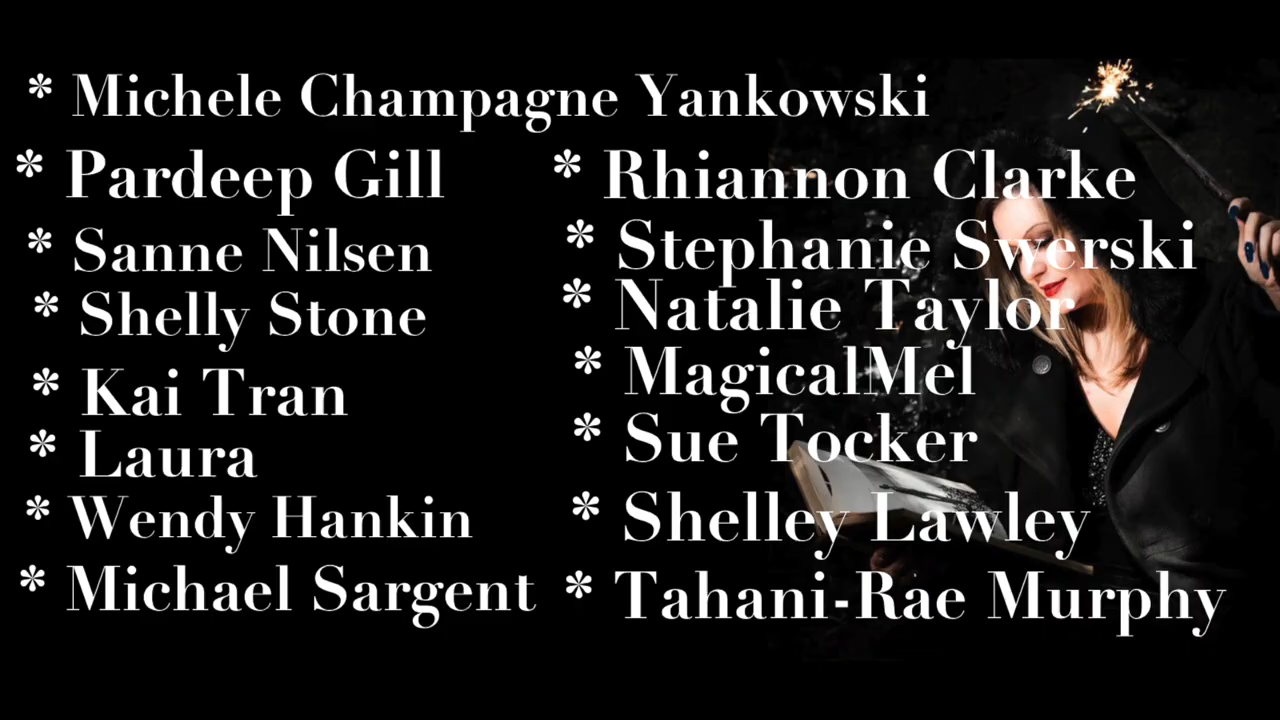 * Michele Champagne Yankowski
* Pardeep Gill
* Sanne Nilsen
* Shelly Stone
* Kai Tran
* Laura
* Wendy Hankin
* Michael Sargent
* Rhiannon Clarke
* Stephanie Swerski
* Natalie Taylor
* MagicalMel
* Sue Tocker
* Shelley Lawley
* Tahani-Rae Murphy